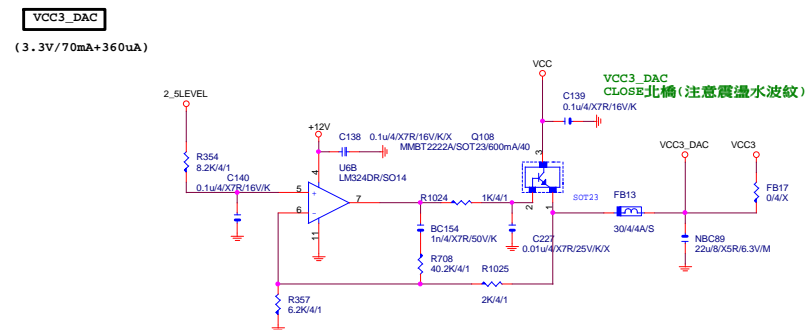 VCC3_DAC
(3.3V/70mA+360uA)
VCC
VCC3_DAC
CLOSE北橋(注意震盪水波紋)
2_5LEVEL
C139
0.1u/4/X7R/16V/K
+12V
C138 0.1u/4/X7R/16V/K/X
Q108
MMBT2222A/SOT23/600mA/40
VCC3_DAC
VCC3
R354
8.2K/4/1
U6B
LM324DR/SO14
3
C140
0.1u/4/X7R/16V/K
4
5
+
7
R1024
1K/4/1
2
1
SOT23
FB13
FB17
0/4/X
6
-
30/4/4A/S
11
BC154
1n/4/X7R/50V/K
C227
0.01u/4/X7R/25V/K/X
NBC89
22u/8/X5R/6.3V/M
R708
40.2K/4/1
R1025
2K/4/1
R357
6.2K/4/1